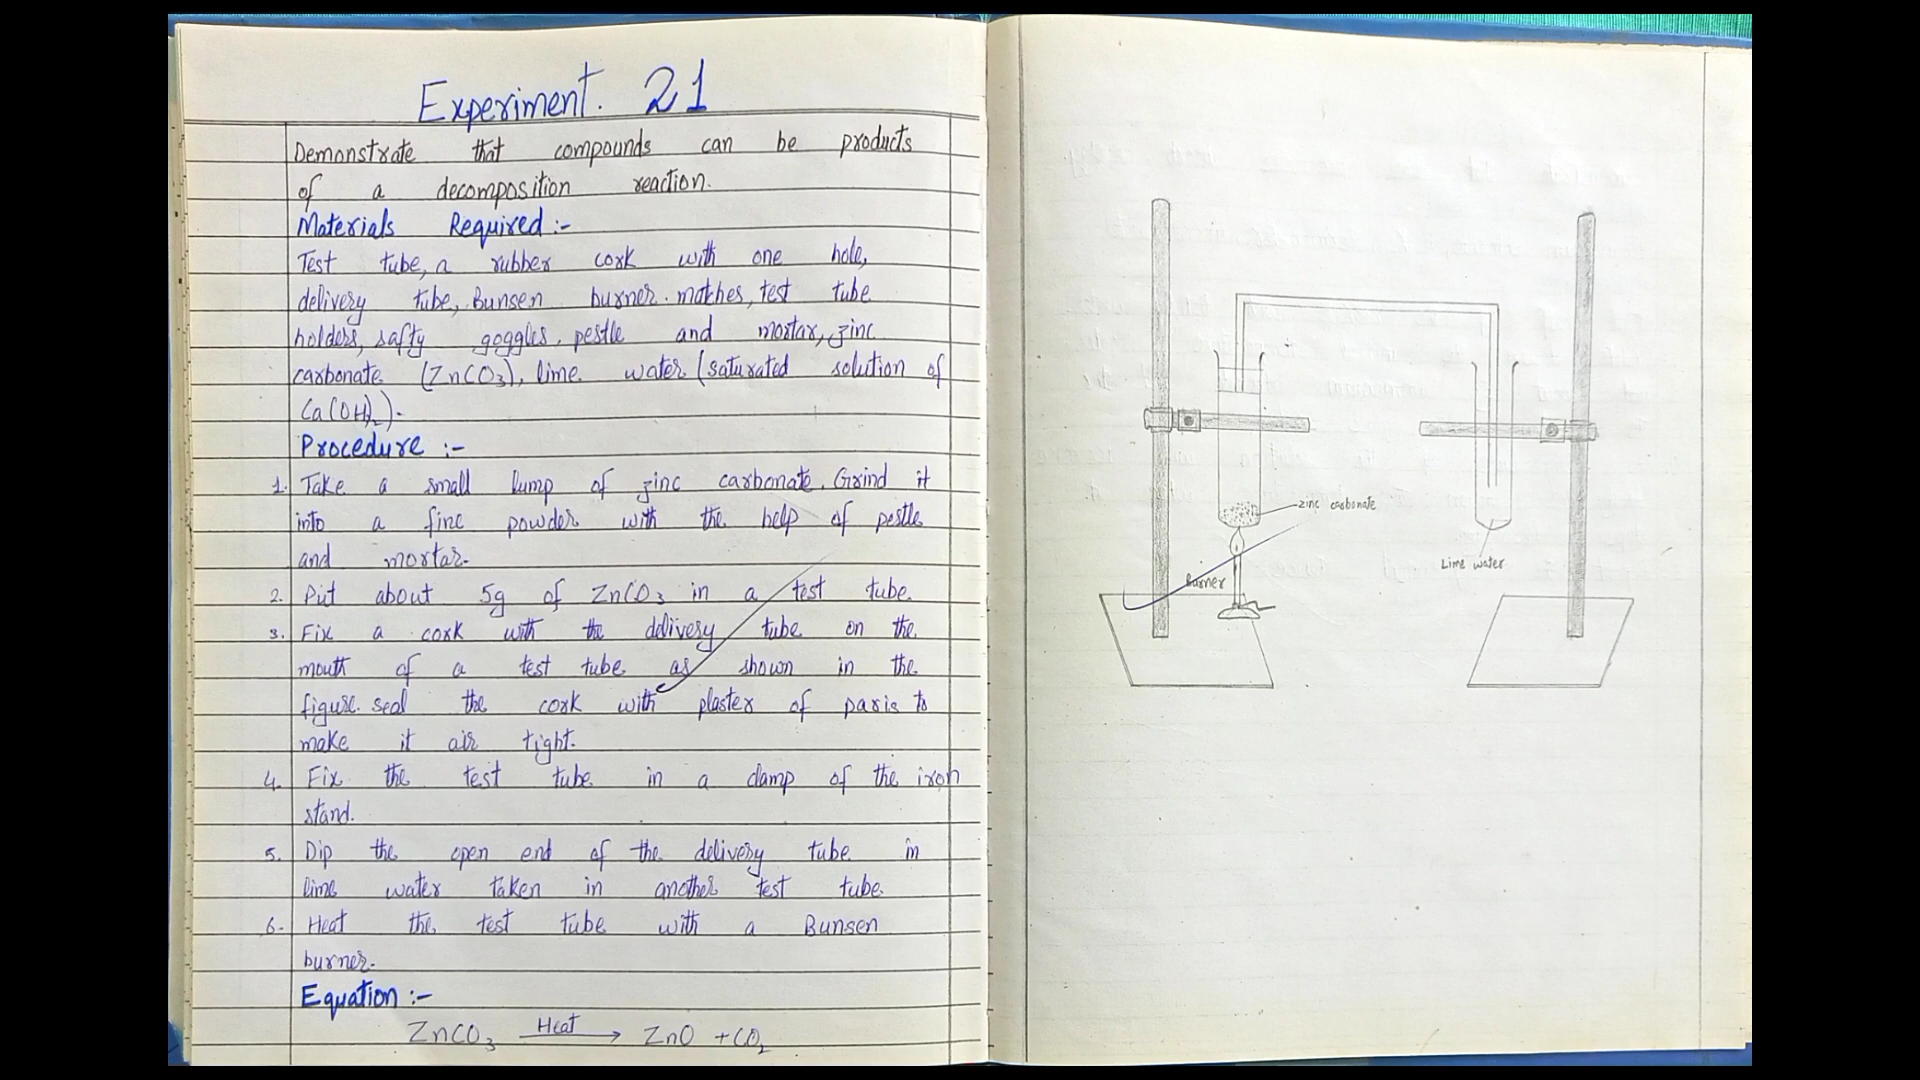 Experiment. 21
Demonstrate that compounds can be products
of a decomposition reaction.
Materials Required :-
Test tube, a rubber cork with one hole,
delivery tube, Bunsen burner. matches, test tube
holders, safty goggles, pestle and mortar, zinc
carbonate (ZnCO3), lime water (saturated solution of
Ca(OH)2).
Procedure :-
1. Take a small lump of zinc carbonate. Grind it
into a fine powder with the help of pestle
and mortar.
2. Put about 5g of ZnCO3 in a test tube.
3. Fix a cork with the delivery tube on the
mouth of a test tube as shown in the
figure. seal the cork with plaster of paris to
make it air tight.
4. Fix the test tube in a clamp of the iron
stand.
5. Dip the open end of the delivery tube in
lime water taken in another test tube.
6. Heat the test tube with a Bunsen
burner.
Equation :-
ZnCO3 Heat → ZnO + CO2
zinc carbonate
Lime water
Burner